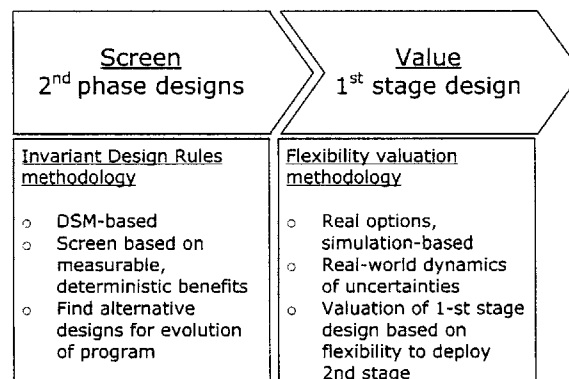 Screen
2nd phase designs
Value
1st stage design
Invariant Design Rules
methodology
o DSM-based
o Screen based on
measurable,
deterministic benefits
o Find alternative
designs for evolution
of program
Flexibility valuation
methodology
o Real options,
simulation-based
o Real-world dynamics
of uncertainties
o Valuation of 1-st stage
design based on
flexibility to deploy
2nd stage